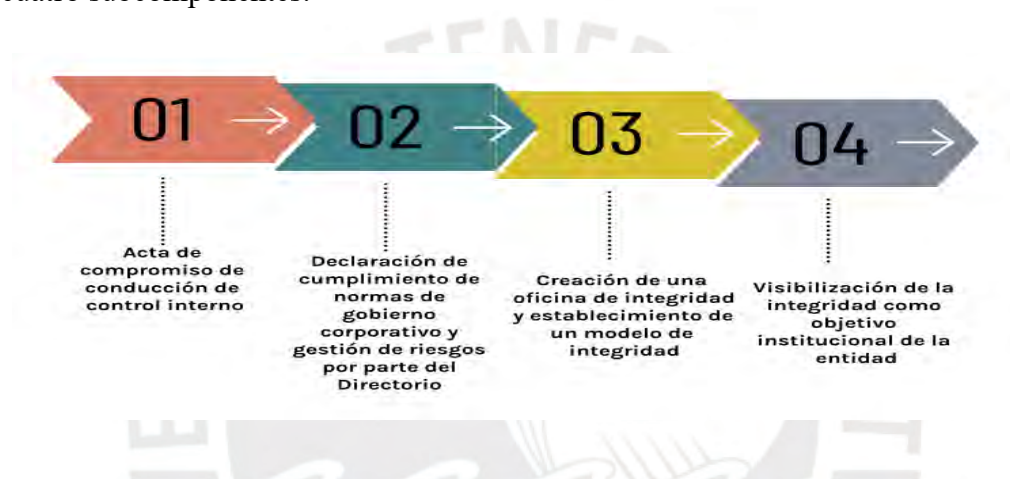 cuatro subcomponentes:
01
02
03
04
Acta de
compromiso de
conducción de
control interno
Declaración de
cumplimiento de
normas de
gobierno
corporativo y
gestión de riesgos
por parte del
Directorio
Creación de una
oficina de integridad
y establecimiento de
un modelo de
integridad
Visibilización de la
integridad como
objetivo
institucional de la
entidad